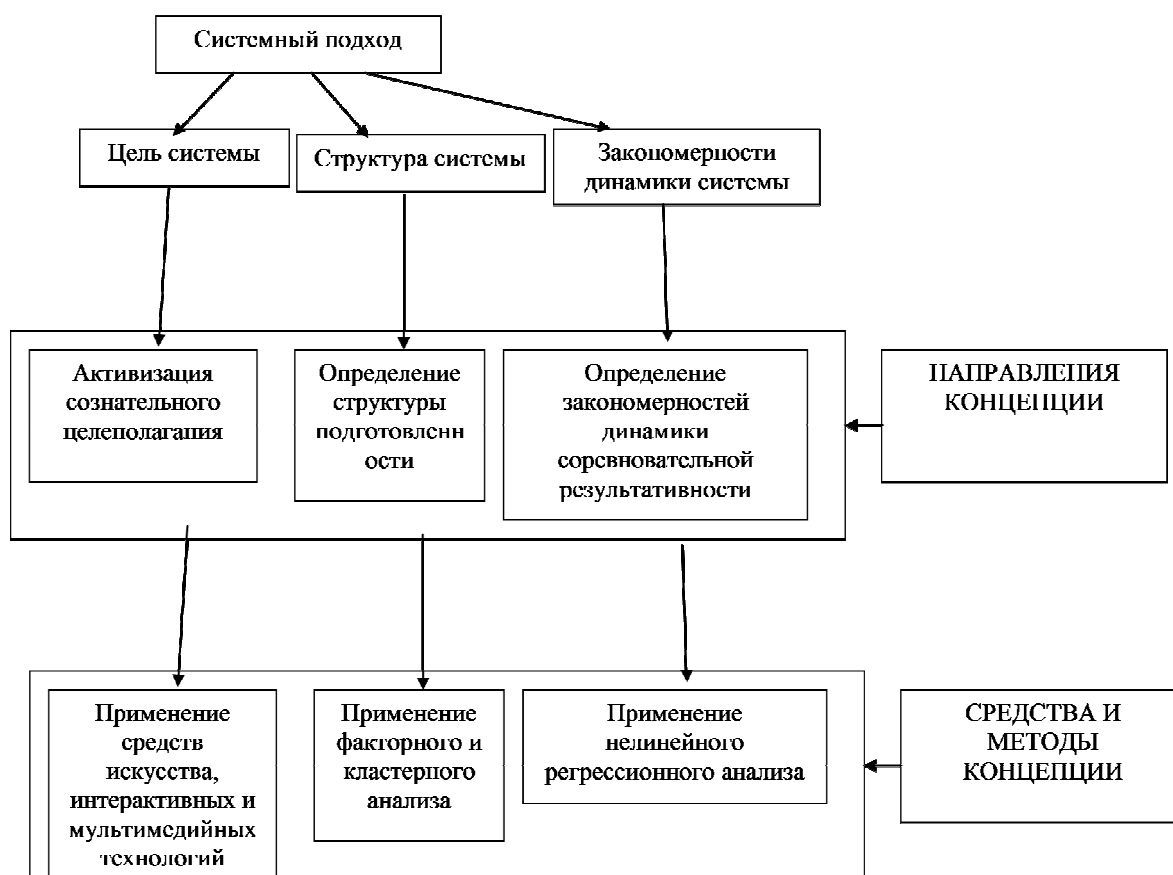 Системный подход
Цель системы
Структура системы
Закономерности
динамики системы
Активизация
сознательного
целеполагания
Определение
структуры
подготовленн
ости
Определение
закономерностей
динамики
соревновательной
результативности
НАПРАВЛЕНИЯ
КОНЦЕПЦИИ
Применение
средств
искусства,
интерактивных и
мультимедийных
технологий
Применение
факторного и
кластерного
анализа
Применение
нелинейного
регрессионного анализа
СРЕДСТВА И
МЕТОДЫ
КОНЦЕПЦИИ